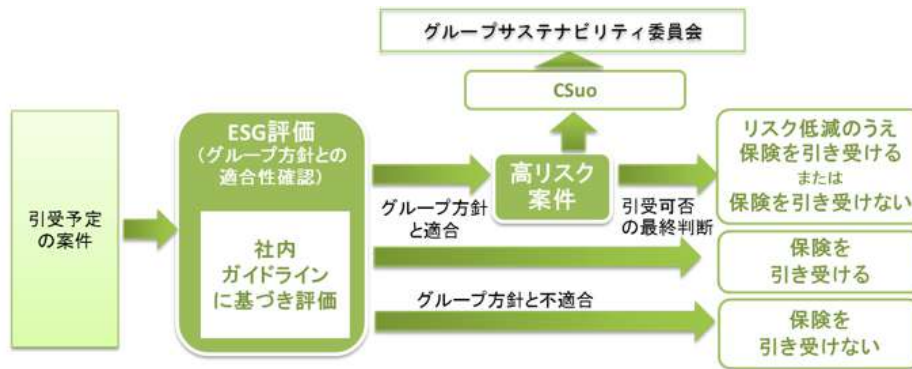 グループサステナビリティ委員会
CSuo
引受予定
の案件
ESG評価
（グループ方針との
適合性確認）
社内
ガイドライン
に基づき評価
グループ方針
と適合
高リスク
案件
引受可否
の最終判断
リスク低減のうえ
保険を引き受ける
または
保険を引き受けない
保険を
引き受ける
グループ方針と不適合
保険を
引き受けない